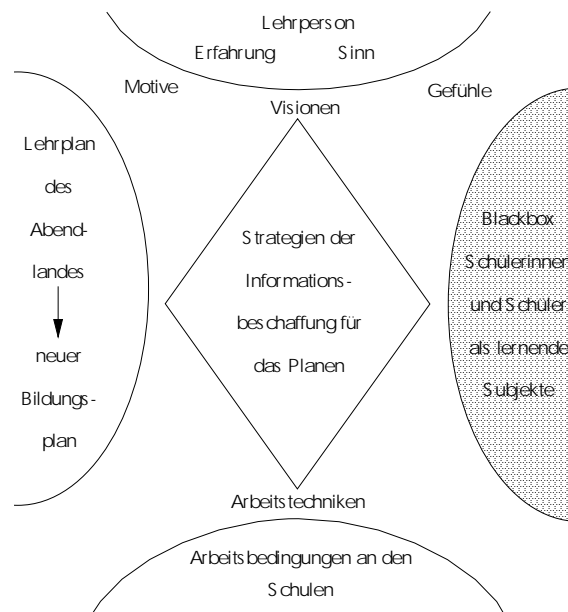 Lehrperson
Erfahrung Sinn
Motive Gefühle
Visionen
Lehrplan
des
Abend-
landes
neuer
Bildungs-
plan
Strategien der
Informations-
beschaffung für
das Planen
Blackbox
Schülerinnen
und Schüler
als lernende
Subjekte
Arbeitstechniken
Arbeitsbedingungen an den
Schulen